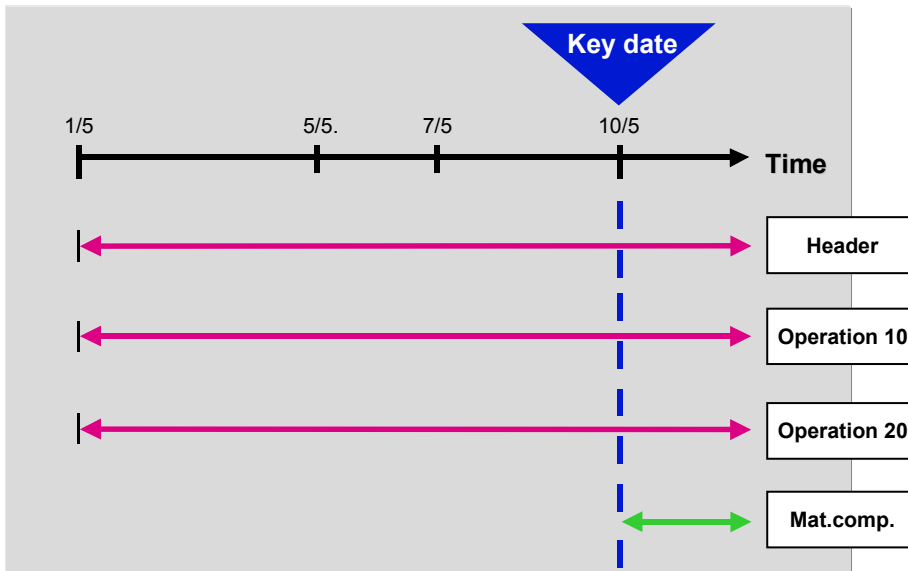 Key date
1/5
5/5.
7/5
10/5
Time
Header
Operation 10
Operation 20
Mat.comp.